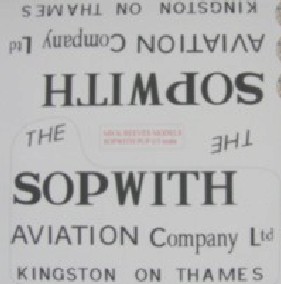 KINGSTON ON THAMES
AVIATION Company Ltd
SOPWITH
THE
THE
SOPWITH
AVIATION Company Ltd
KINGSTON ON THAMES